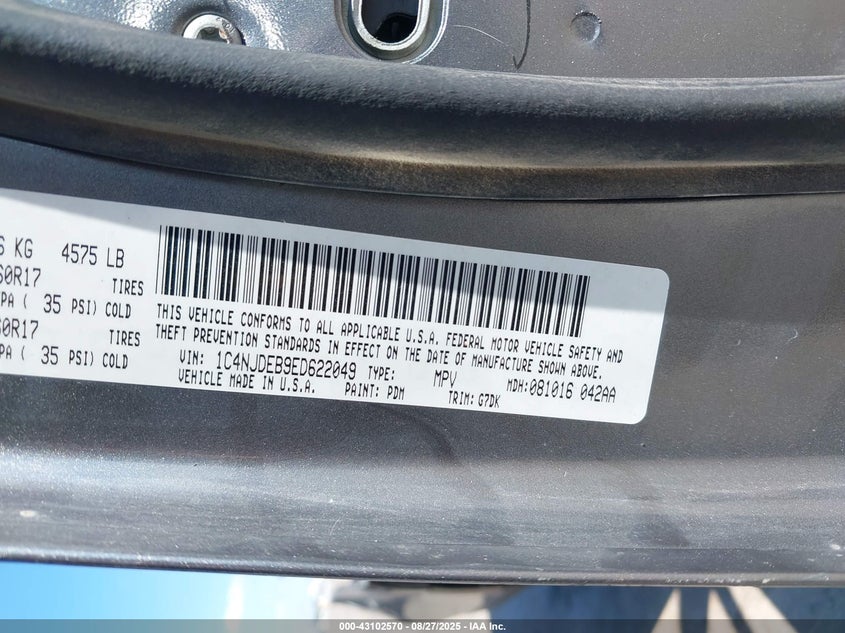 KG 4575 LB
60R17 TIRES
PA ( 35 PSI) COLD
60R17 TIRES
PA ( 35 PSI) COLD
THIS VEHICLE CONFORMS TO ALL APPLICABLE U.S.A. FEDERAL MOTOR VEHICLE SAFETY AND
THEFT PREVENTION STANDARDS IN EFFECT ON THE DATE OF MANUFACTURE SHOWN ABOVE.
VIN: 1C4NJDEB9ED622049 TYPE: MPV MDH:081016 042AA
VEHICLE MADE IN U.S.A. PAINT: PDM TRIM: G7DK
000-43102570 - 08/27/2025 - IAA, Inc.